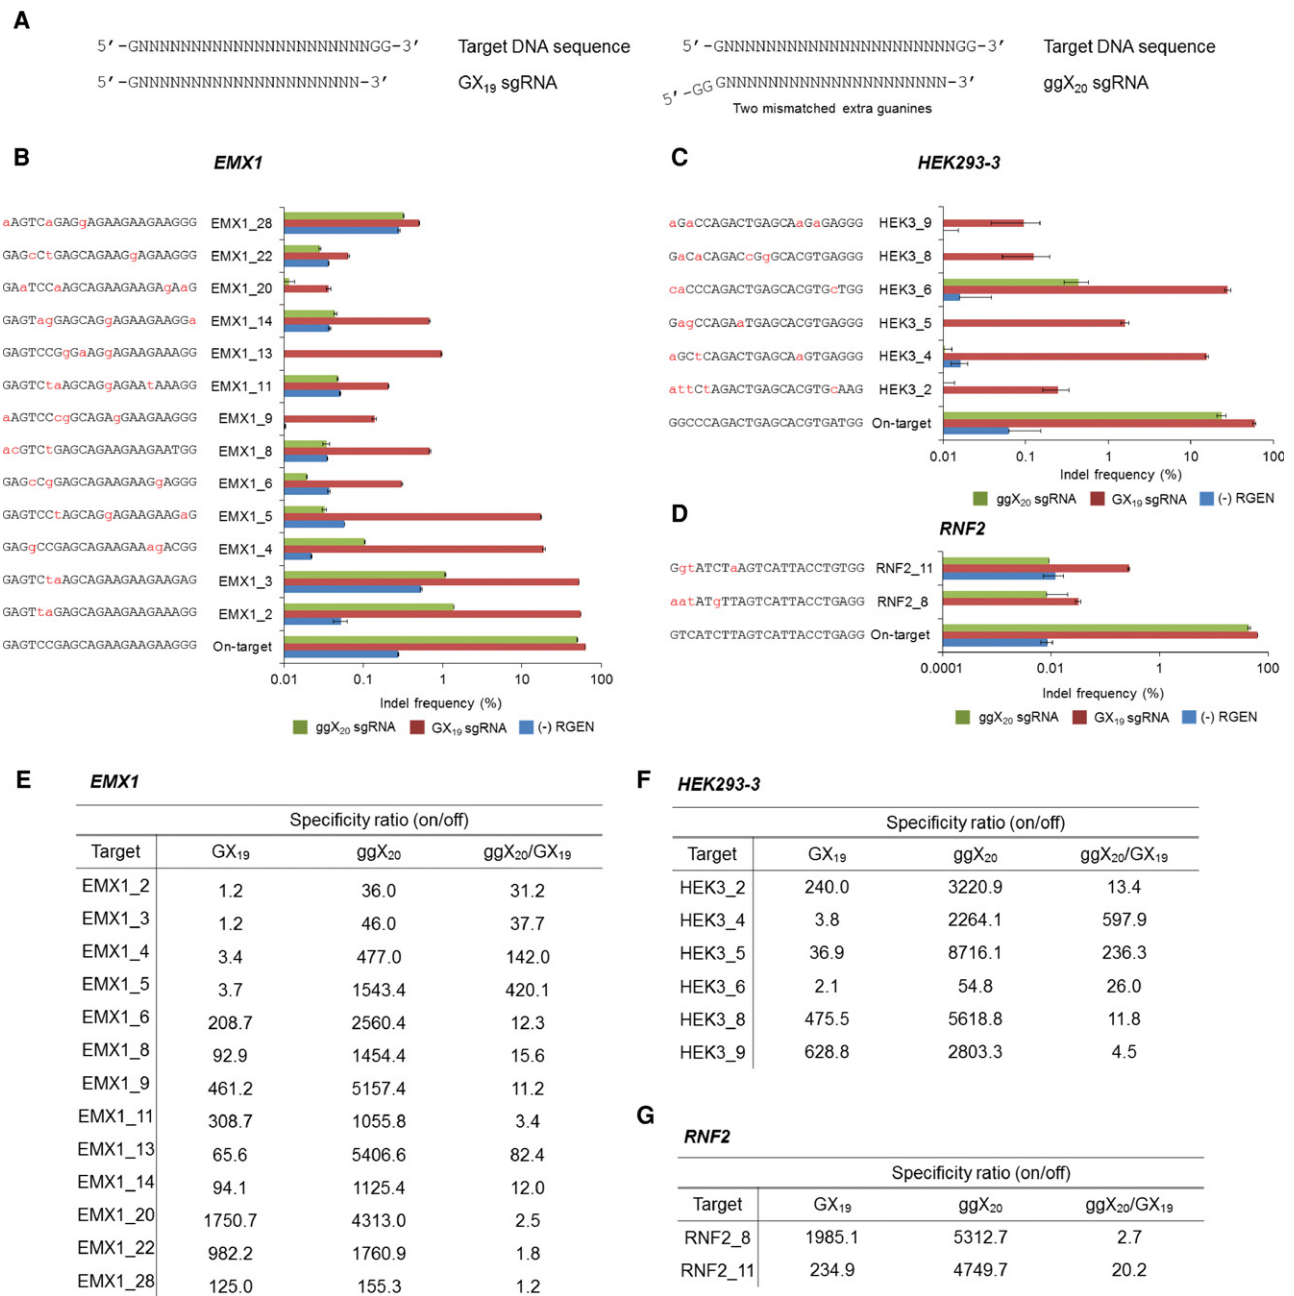 A
5′-GNNNNNNNNNNNNNNNNNNNNNNGG-3′ Target DNA sequence
5′-GNNNNNNNNNNNNNNNNNNN-3′ GX19 sgRNA
5′-GNNNNNNNNNNNNNNNNNNNNNNGG-3′ Target DNA sequence
5′-GGGNNNNNNNNNNNNNNNNNNNN-3′ ggX20 sgRNA
Two mismatched extra guanines
B
EMX1
aAGTCaGAGgAGAAGAAGAAGGG EMX1_28
GAGcCtGAGCAGAAGgAGAAGGG EMX1_22
GAaTCCaAGCAGAAGAAGAgAaG EMX1_20
GAGTagGAGCAGgAGAAGAAGGa EMX1_14
GAGTCCGgGaAGgAGAAGAAAGG EMX1_13
GAGTCtaAGCAGgAGAAtAAAGG EMX1_11
aAGTCCcgGCAGAgGAAGAAGGG EMX1_9
acGTCtGAGCAGAAGAAGAATGG EMX1_8
GAGcCgGAGCAGAAGAAGgAGGG EMX1_6
GAGTCCtAGCAGgAGAAGAAGaG EMX1_5
GAGgCCGAGCAGAAGAAagACGG EMX1_4
GAGTCtaAGCAGAAGAAGAAGAG EMX1_3
GAGTtaGAGCAGAAGAAGAAAGG EMX1_2
GAGTCCGAGCAGAAGAAGAAGGG On-target
0.01 0.1 1 10 100
Indel frequency (%)
ggX20 sgRNA GX19 sgRNA (-) RGEN
C
HEK293-3
aGaCCAGACTGAGCAaGaGAGGG HEK3_9
GaCaCAGACcGgGCACGTGAGGG HEK3_8
caCCCAGACTGAGCACGTGcTGG HEK3_6
GagCCAGAaTGAGCACGTGAGGG HEK3_5
aGCtCAGACTGAGCAaGTGAGGG HEK3_4
attCtAGACTGAGCACGTGcAAG HEK3_2
GGCCCAGACTGAGCACGTGATGG On-target
0.01 0.1 1 10 100
Indel frequency (%)
ggX20 sgRNA GX19 sgRNA (-) RGEN
D
RNF2
GgtATCTaAGTCATTACCTGTGG RNF2_11
aatATgTTAGTCATTACCTGAGG RNF2_8
GTCATCTTAGTCATTACCTGAGG On-target
0.0001 0.01 1 100
Indel frequency (%)
ggX20 sgRNA GX19 sgRNA (-) RGEN
E
EMX1
Specificity ratio (on/off)
Target GX19 ggX20 ggX20/GX19
EMX1_2 1.2 36.0 31.2
EMX1_3 1.2 46.0 37.7
EMX1_4 3.4 477.0 142.0
EMX1_5 3.7 1543.4 420.1
EMX1_6 208.7 2560.4 12.3
EMX1_8 92.9 1454.4 15.6
EMX1_9 461.2 5157.4 11.2
EMX1_11 308.7 1055.8 3.4
EMX1_13 65.6 5406.6 82.4
EMX1_14 94.1 1125.4 12.0
EMX1_20 1750.7 4313.0 2.5
EMX1_22 982.2 1760.9 1.8
EMX1_28 125.0 155.3 1.2
F
HEK293-3
Specificity ratio (on/off)
Target GX19 ggX20 ggX20/GX19
HEK3_2 240.0 3220.9 13.4
HEK3_4 3.8 2264.1 597.9
HEK3_5 36.9 8716.1 236.3
HEK3_6 2.1 54.8 26.0
HEK3_8 475.5 5618.8 11.8
HEK3_9 628.8 2803.3 4.5
G
RNF2
Specificity ratio (on/off)
Target GX19 ggX20 ggX20/GX19
RNF2_8 1985.1 5312.7 2.7
RNF2_11 234.9 4749.7 20.2